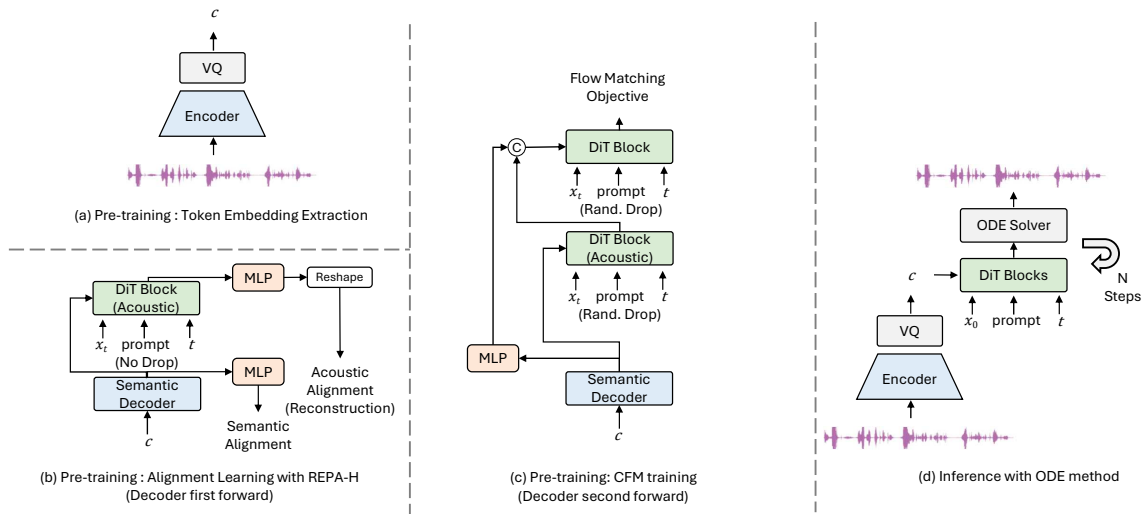 c
VQ
Encoder
(a) Pre-training : Token Embedding Extraction
MLP
Reshape
DiT Block
(Acoustic)
x_t prompt t
(No Drop)
MLP
Semantic
Decoder
c
Semantic
Alignment
Acoustic
Alignment
(Reconstruction)
(b) Pre-training : Alignment Learning with REPA-H
(Decoder first forward)
Flow Matching
Objective
C
DiT Block
x_t prompt t
(Rand. Drop)
DiT Block
(Acoustic)
x_t prompt t
(Rand. Drop)
MLP
Semantic
Decoder
c
(c) Pre-training: CFM training
(Decoder second forward)
ODE Solver
c
DiT Blocks
N
Steps
x_0 prompt t
VQ
Encoder
(d) Inference with ODE method